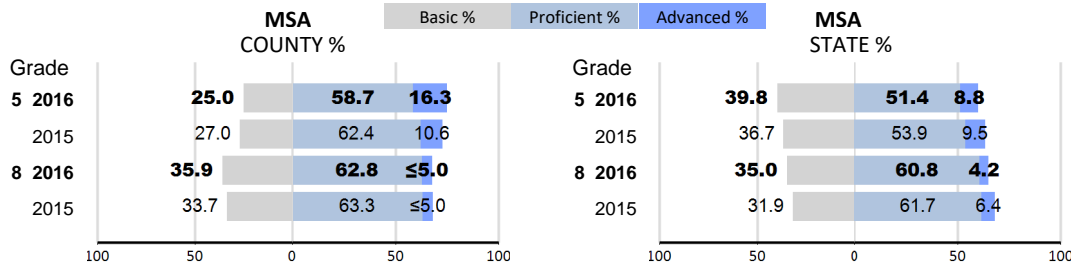 MSA Basic % Proficient % Advanced % MSA
COUNTY % STATE %
Grade
5 2016 25.0 58.7 16.3 5 2016 39.8 51.4 8.8
2015 27.0 62.4 10.6 2015 36.7 53.9 9.5
8 2016 35.9 62.8 ≤5.0 8 2016 35.0 60.8 4.2
2015 33.7 63.3 ≤5.0 2015 31.9 61.7 6.4
100 50 0 50 100 100 50 0 50 100